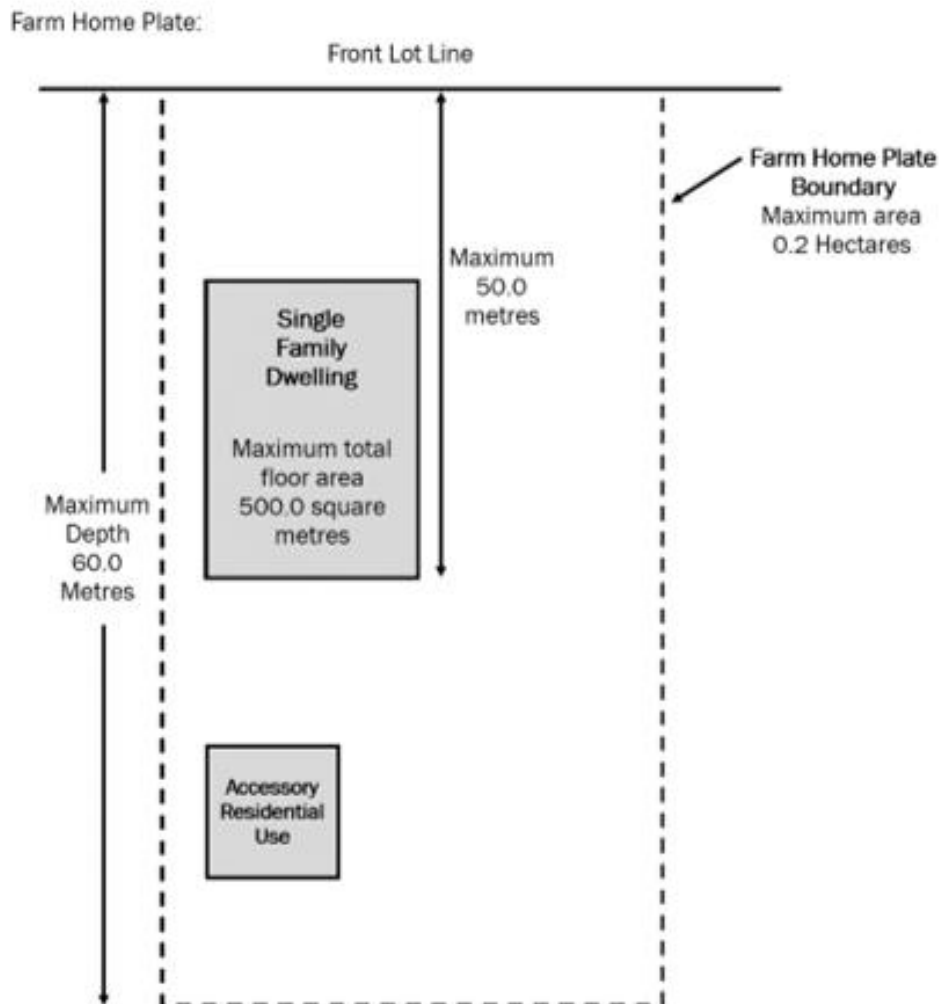 Farm Home Plate:
Front Lot Line
Farm Home Plate
Boundary
Maximum area
0.2 Hectares
Maximum
50.0
metres
Single
Family
Dwelling
Maximum total
floor area
500.0 square
metres
Maximum
Depth
60.0
Metres
Accessory
Residential
Use